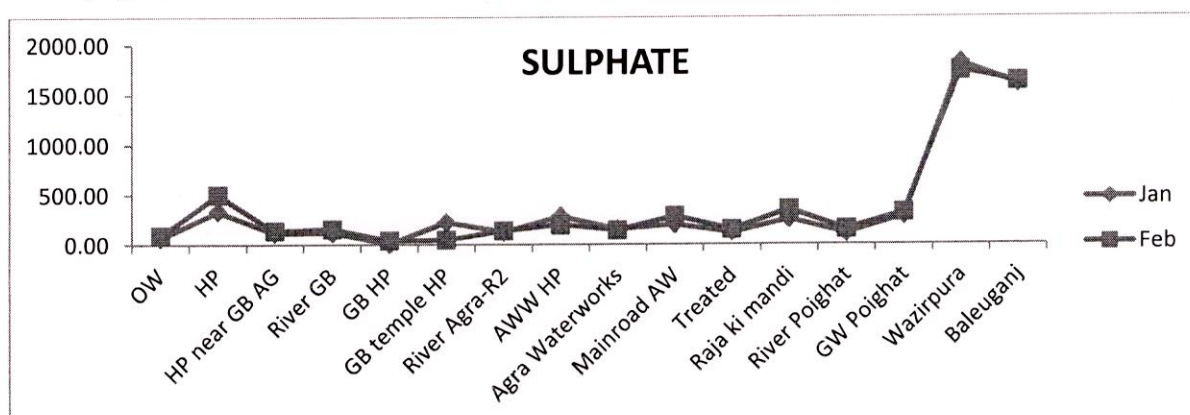 SULPHATE
2000.00
1500.00
1000.00
500.00
0.00
OW
HP
HP near GB AG
River GB
GB HP
GB temple HP
River Agra-R2
AWW HP
Agra Waterworks
Mainroad AW
Treated
Raja ki mandi
River Poighat
GW Poighat
Wazirpura
Baleuganj
Jan
Feb